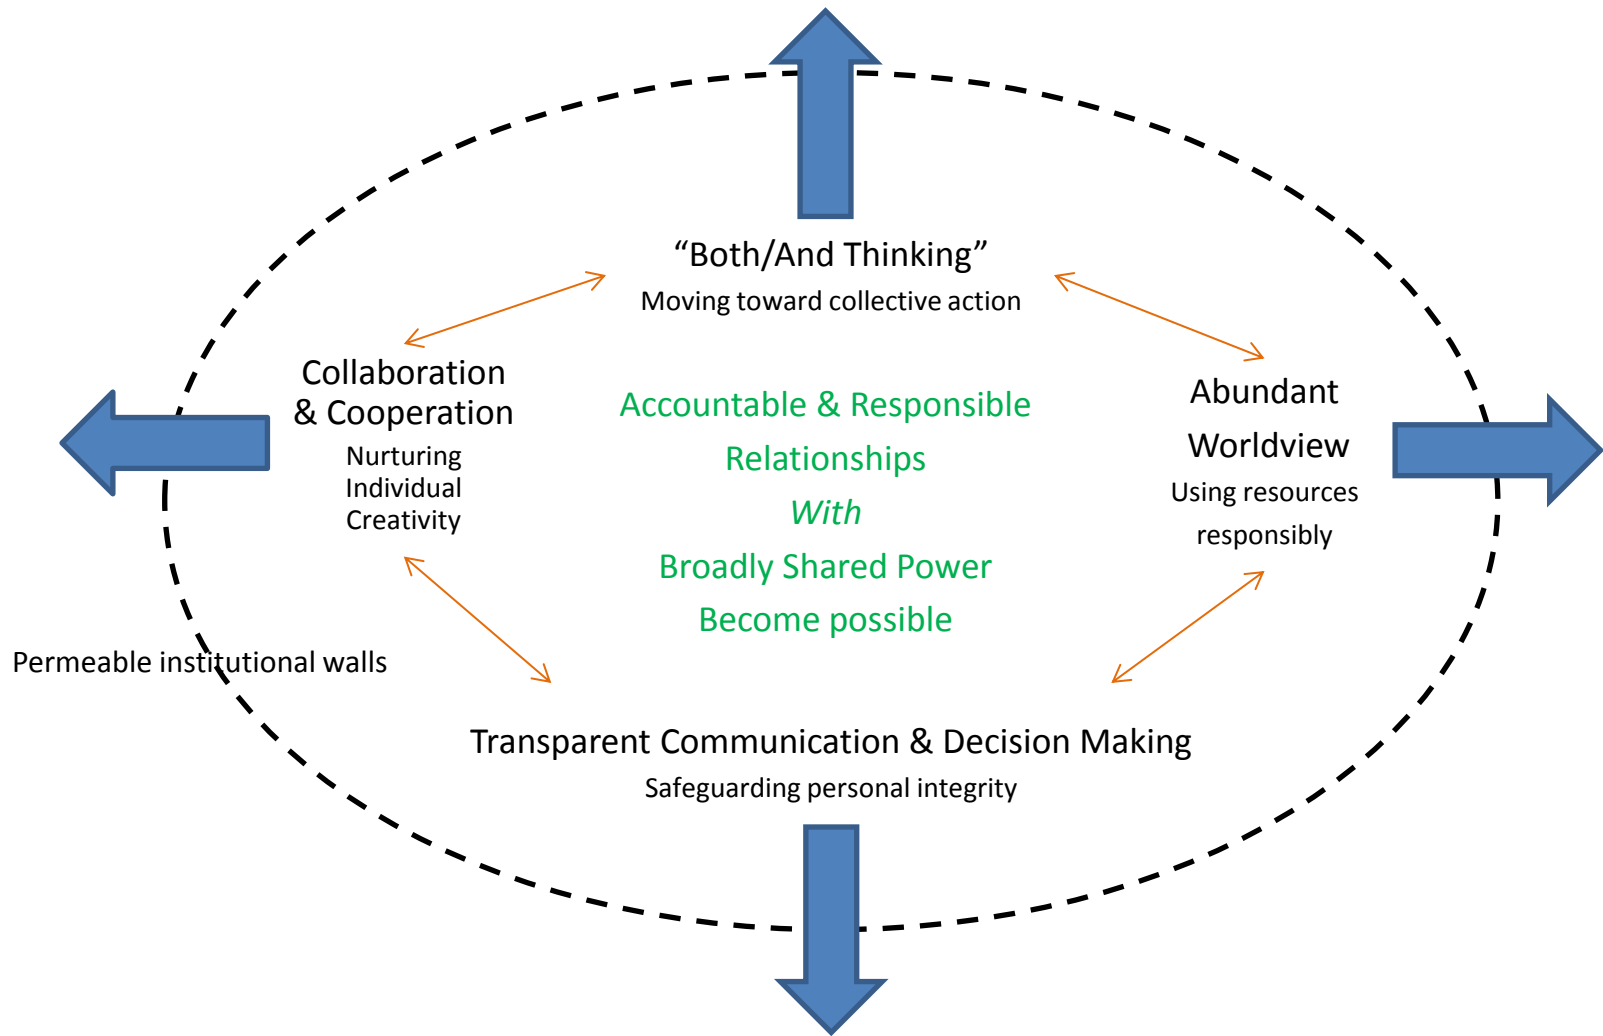 “Both/And Thinking”
Moving toward collective action
Collaboration
& Cooperation
Nurturing
Individual
Creativity
Accountable & Responsible
Relationships
With
Broadly Shared Power
Become possible
Abundant
Worldview
Using resources
responsibly
Permeable institutional walls
Transparent Communication & Decision Making
Safeguarding personal integrity